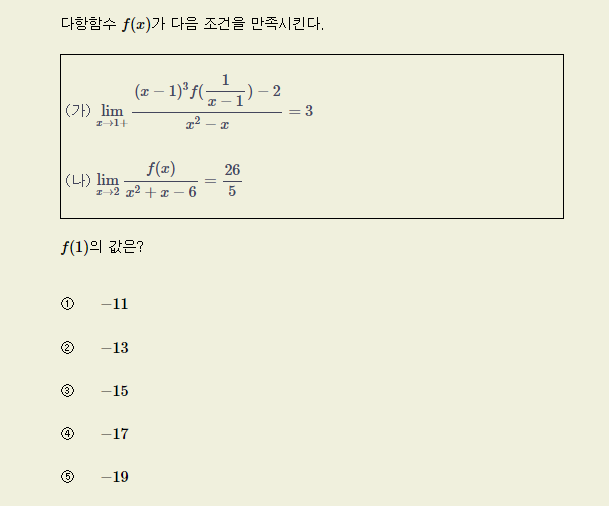 다항함수 f(x)가 다음 조건을 만족시킨다.
(가) lim_{x→1+} \frac{(x-1)^3 f(\frac{1}{x-1})-2}{x^2-x} = 3
(나) lim_{x→2} \frac{f(x)}{x^2+x-6} = \frac{26}{5}
f(1)의 값은?
① −11
② −13
③ −15
④ −17
⑤ −19